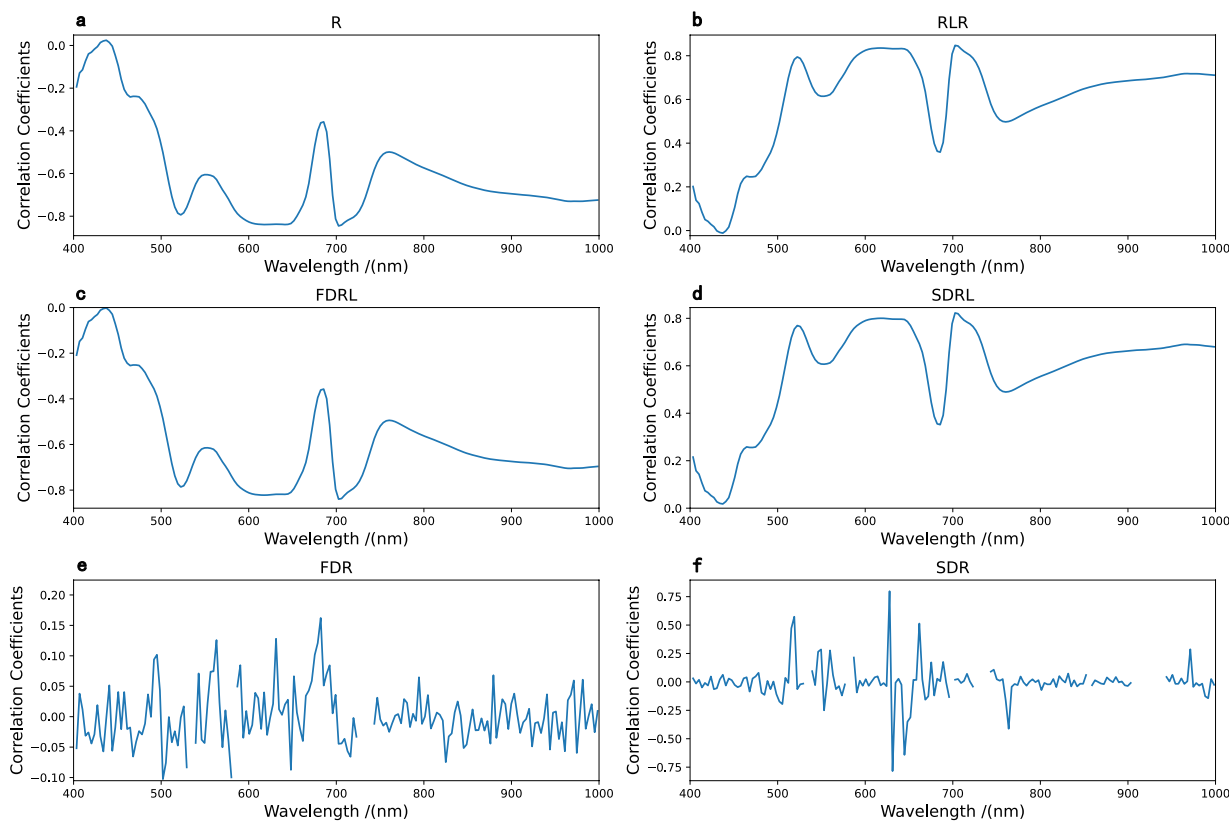 a
R
Correlation Coefficients
0.0
−0.2
−0.4
−0.6
−0.8
400 500 600 700 800 900 1000
Wavelength /(nm)
b
RLR
Correlation Coefficients
0.8
0.6
0.4
0.2
0.0
400 500 600 700 800 900 1000
Wavelength /(nm)
c
FDRL
Correlation Coefficients
0.0
−0.2
−0.4
−0.6
−0.8
400 500 600 700 800 900 1000
Wavelength /(nm)
d
SDRL
Correlation Coefficients
0.8
0.6
0.4
0.2
0.0
400 500 600 700 800 900 1000
Wavelength /(nm)
e
FDR
Correlation Coefficients
0.20
0.15
0.10
0.05
0.00
−0.05
−0.10
400 500 600 700 800 900 1000
Wavelength /(nm)
f
SDR
Correlation Coefficients
0.75
0.50
0.25
0.00
−0.25
−0.50
−0.75
400 500 600 700 800 900 1000
Wavelength /(nm)